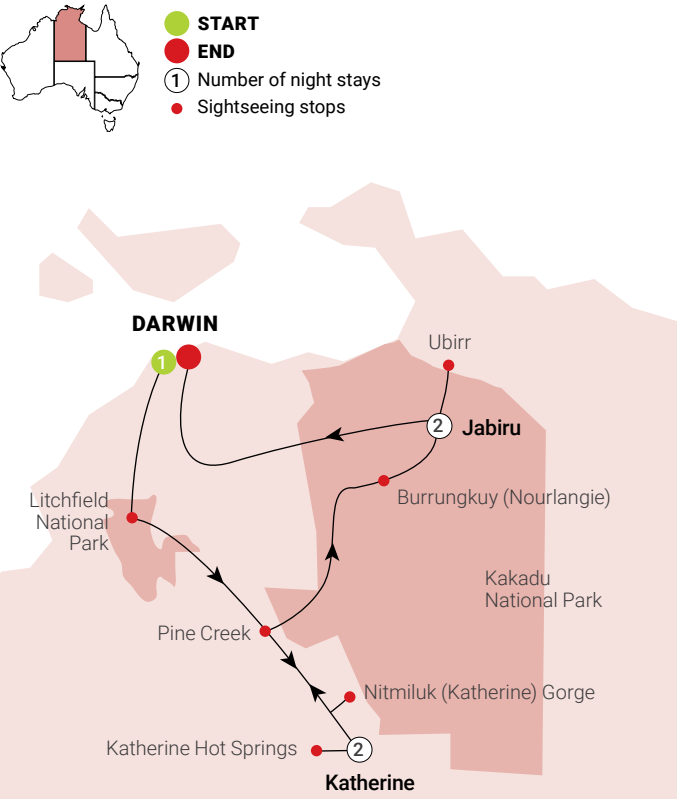 START
END
1 Number of night stays
Sightseeing stops
DARWIN
1
Ubirr
2 Jabiru
Burrungkuy (Nourlangie)
Litchfield
National
Park
Kakadu
National Park
Pine Creek
Nitmiluk (Katherine) Gorge
Katherine Hot Springs
2
Katherine